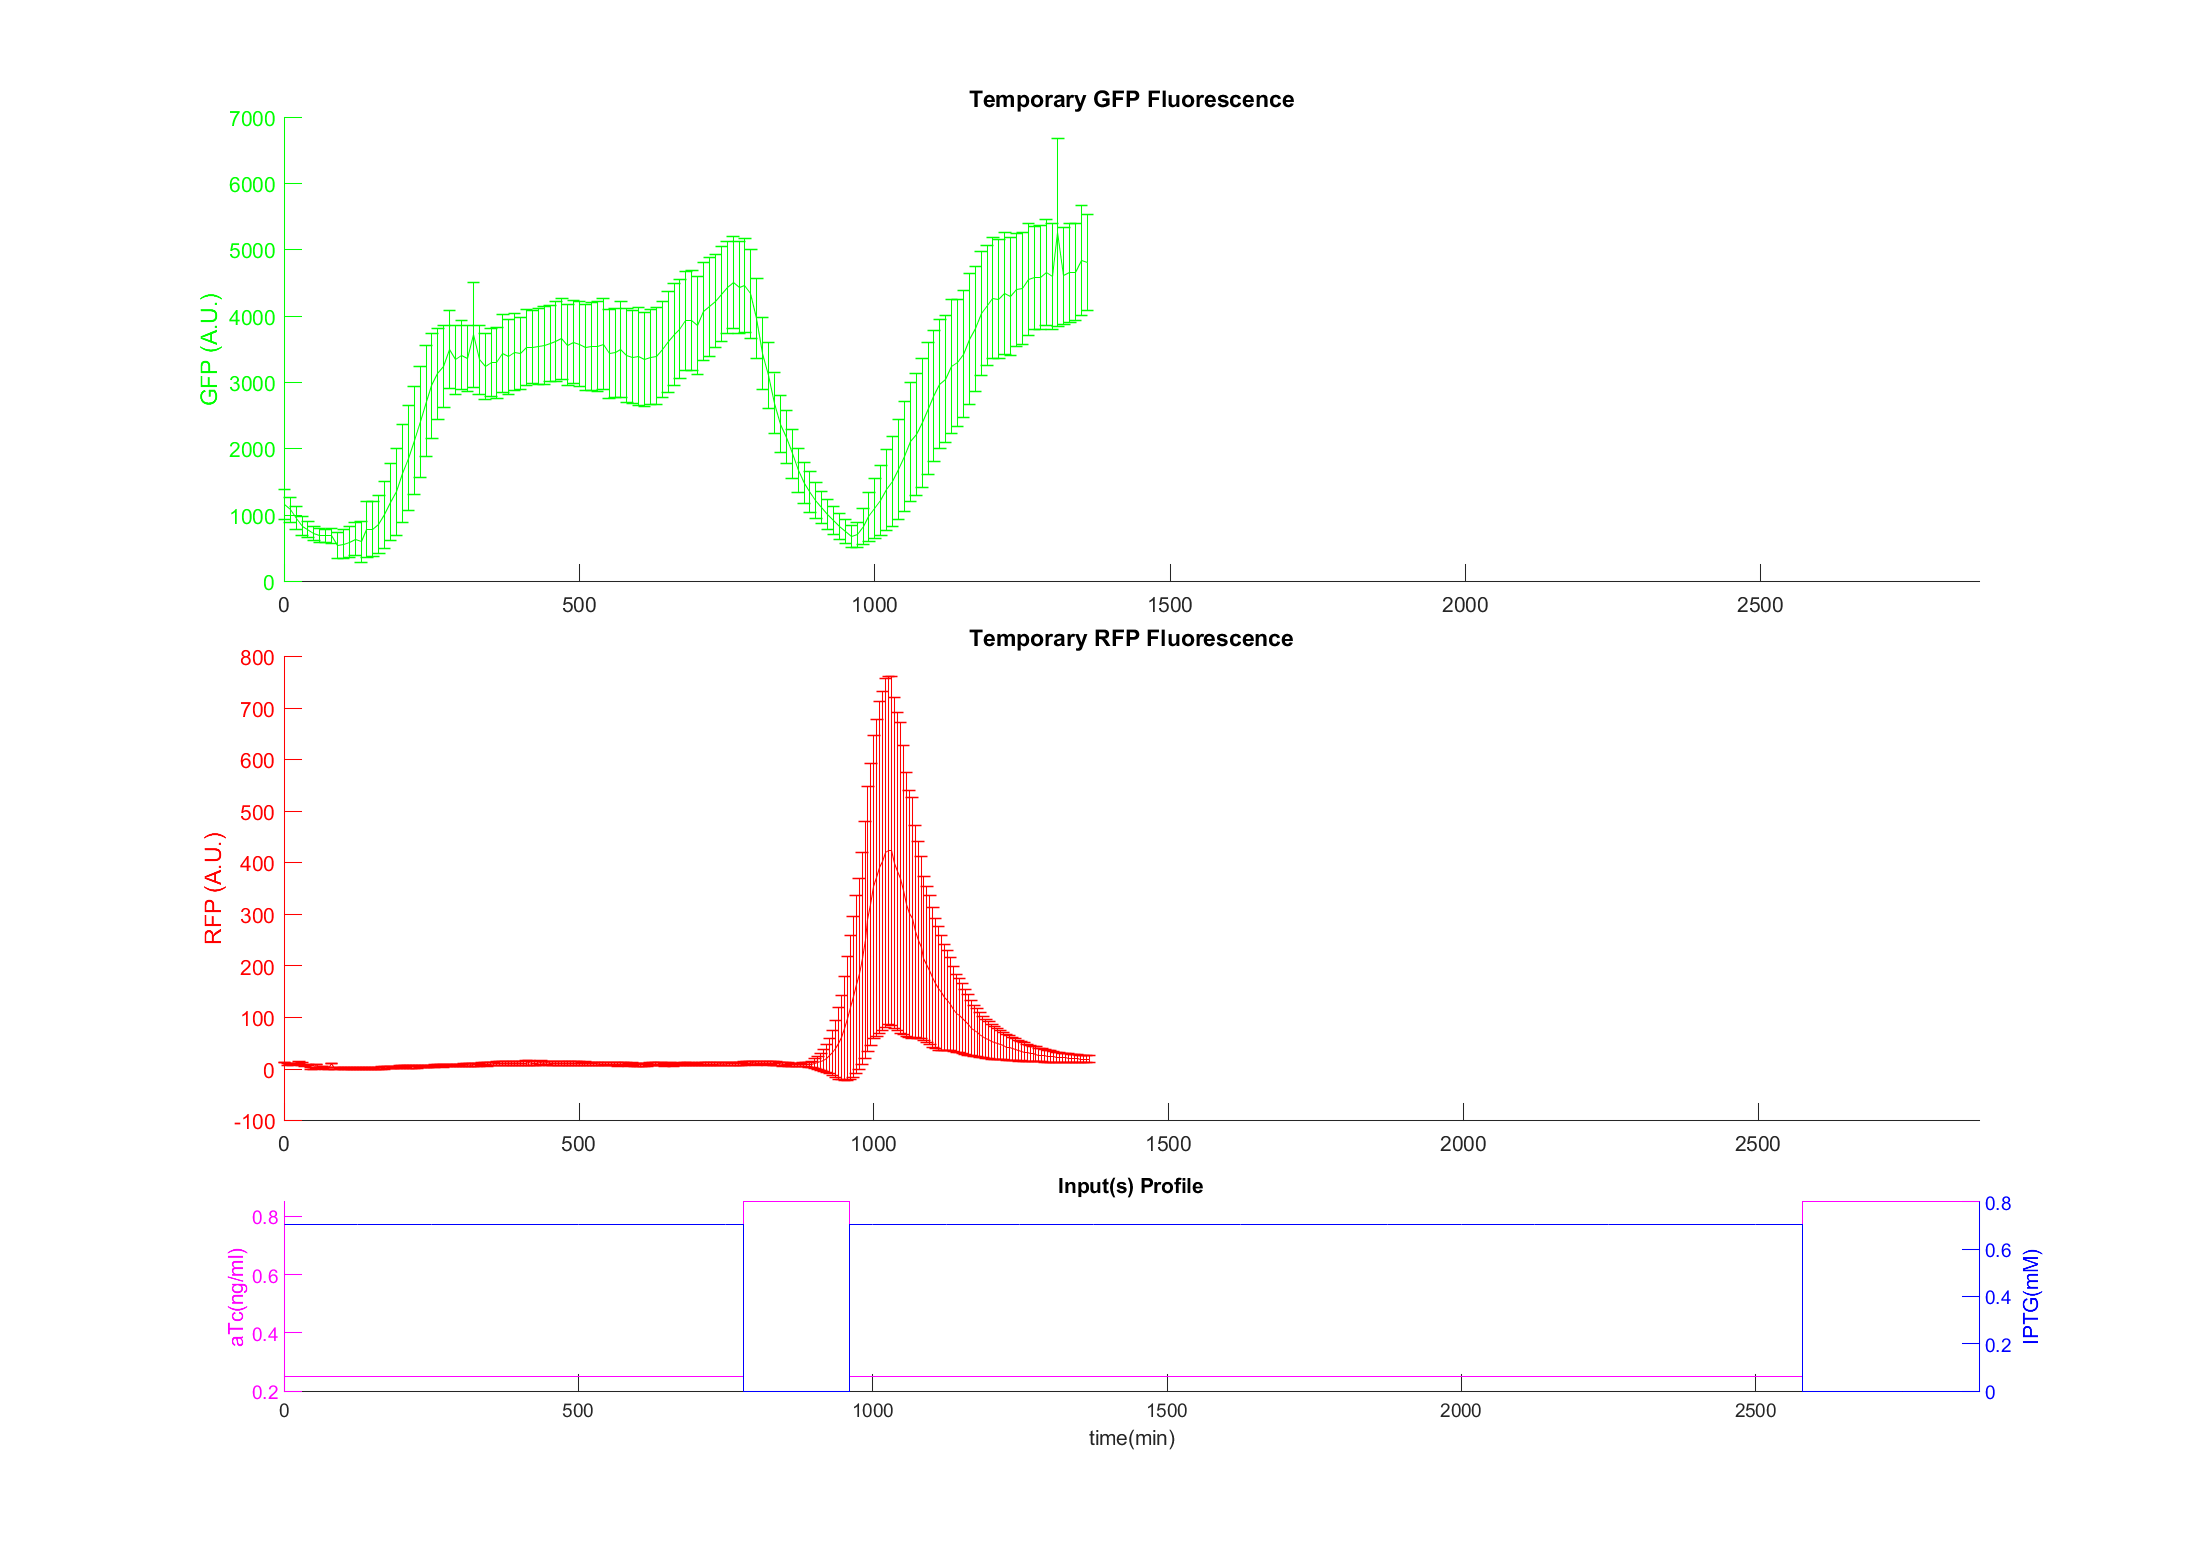 Temporary GFP Fluorescence
7000
6000
5000
4000
3000
2000
1000
0
GFP (A.U.)
0 500 1000 1500 2000 2500
Temporary RFP Fluorescence
800
700
600
500
400
300
200
100
0
-100
RFP (A.U.)
0 500 1000 1500 2000 2500
Input(s) Profile
0.8
0.6
0.4
0.2
aTc(ng/ml)
0.8
0.6
0.4
0.2
0
IPTG(mM)
0 500 1000 1500 2000 2500
time(min)